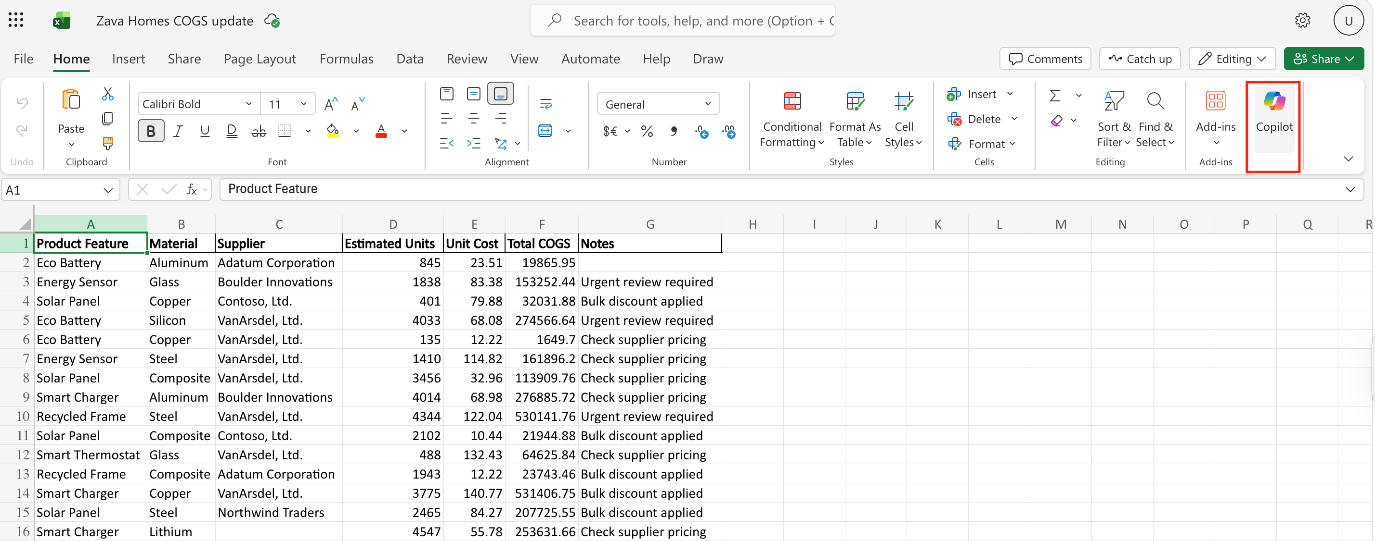 Zava Homes COGS update
Search for tools, help, and more (Option +
U
File Home Insert Share Page Layout Formulas Data Review View Automate Help Draw
Comments Catch up Editing Share
Calibri Bold 11
General
Insert
Paste
B I U D ab
$€ % 9 .00
Conditional Formatting
Format As Table
Cell Styles
Delete
Format
Sort & Filter
Find & Select
Add-ins
Copilot
Undo Clipboard Font Alignment Number Styles Cells Editing Add-ins
A1 fx Product Feature
A B C D E F G H I J K L M N O P Q R
1 Product Feature Material Supplier Estimated Units Unit Cost Total COGS Notes
2 Eco Battery Aluminum Adatum Corporation 845 23.51 19865.95
3 Energy Sensor Glass Boulder Innovations 1838 83.38 153252.44 Urgent review required
4 Solar Panel Copper Contoso, Ltd. 401 79.88 32031.88 Bulk discount applied
5 Eco Battery Silicon VanArsdel, Ltd. 4033 68.08 274566.64 Urgent review required
6 Eco Battery Copper VanArsdel, Ltd. 135 12.22 1649.7 Check supplier pricing
7 Energy Sensor Steel VanArsdel, Ltd. 1410 114.82 161896.2 Check supplier pricing
8 Solar Panel Composite VanArsdel, Ltd. 3456 32.96 113909.76 Check supplier pricing
9 Smart Charger Aluminum Boulder Innovations 4014 68.98 276885.72 Check supplier pricing
10 Recycled Frame Steel VanArsdel, Ltd. 4344 122.04 530141.76 Urgent review required
11 Solar Panel Composite Contoso, Ltd. 2102 10.44 21944.88 Bulk discount applied
12 Smart Thermostat Glass VanArsdel, Ltd. 488 132.43 64625.84 Check supplier pricing
13 Recycled Frame Composite Adatum Corporation 1943 12.22 23743.46 Bulk discount applied
14 Smart Charger Copper VanArsdel, Ltd. 3775 140.77 531406.75 Bulk discount applied
15 Solar Panel Steel Northwind Traders 2465 84.27 207725.55 Bulk discount applied
16 Smart Charger Lithium 4547 55.78 253631.66 Check supplier pricing